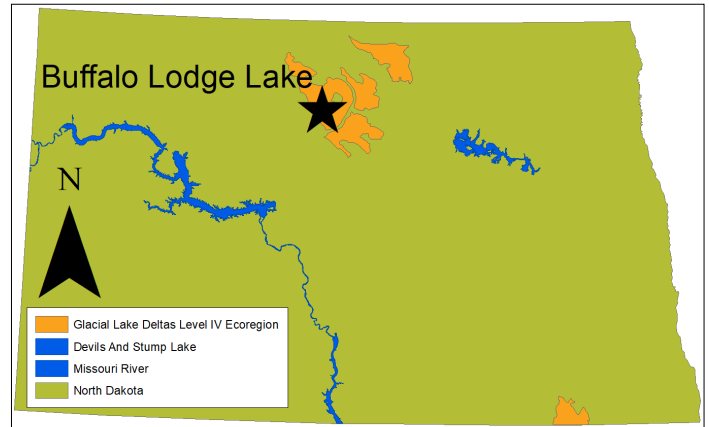 Buffalo Lodge Lake
N
Glacial Lake Deltas Level IV Ecoregion
Devils And Stump Lake
Missouri River
North Dakota